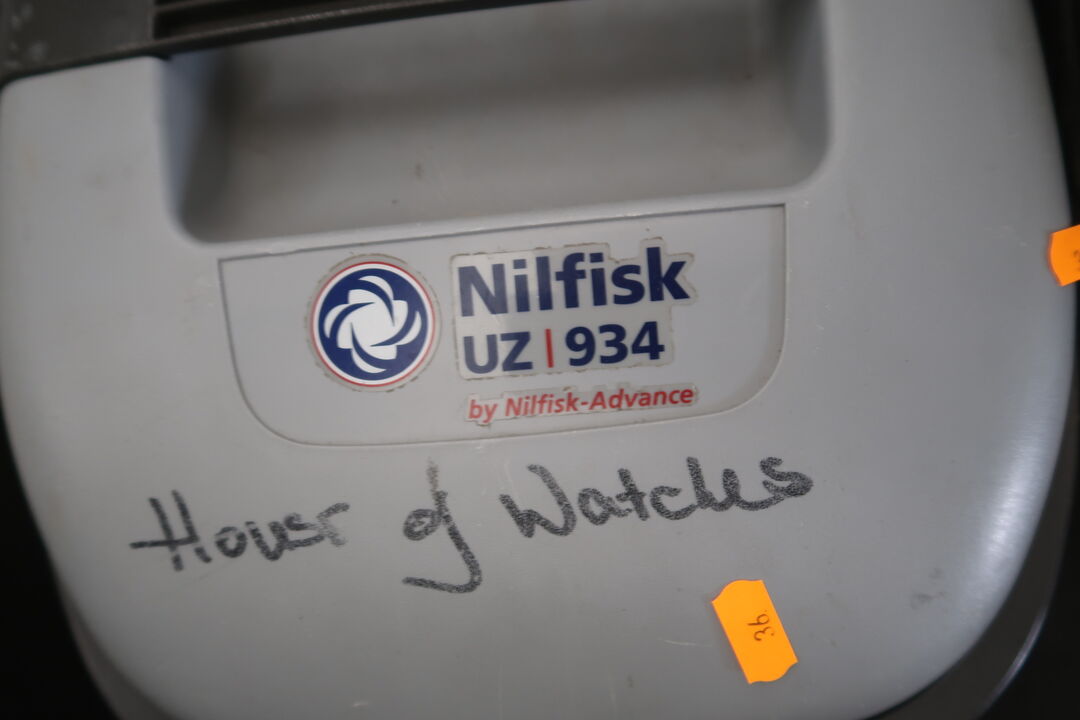 Nilfisk
UZ | 934
by Nilfisk-Advance
House of Watches
36.